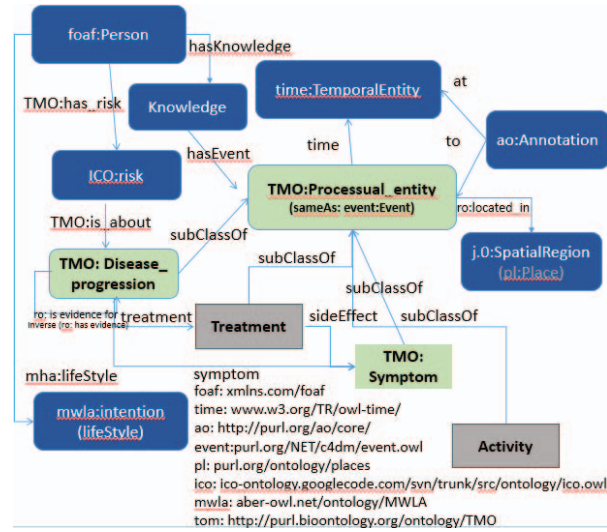 foaf:Person
hasKnowledge
TMO:has_risk
Knowledge
time:TemporalEntity
at
to
ao:Annotation
hasEvent
time
ICO:risk
TMO:Processual_entity
(sameAs: event:Event)
ro:located_in
TMO:is_about
subClassOf
j.0:SpatialRegion
(pl:Place)
TMO: Disease_
progression
subClassOf
subClassOf
ro: is evidence for
Inverse (ro: has evidence)
treatment
Treatment
sideEffect
subClassOf
TMO:
Symptom
mha:lifeStyle
symptom
mwla:intention
(lifeStyle)
Activity
foaf: xmlns.com/foaf
time: www.w3.org/TR/owl-time/
ao: http://purl.org/ao/core/
event:purl.org/NET/c4dm/event.owl
pl: purl.org/ontology/places
ico: ico-ontology.googlecode.com/svn/trunk/src/ontology/ico.owl
mwla: aber-owl.net/ontology/MWLA
tom: http://purl.bioontology.org/ontology/TMO